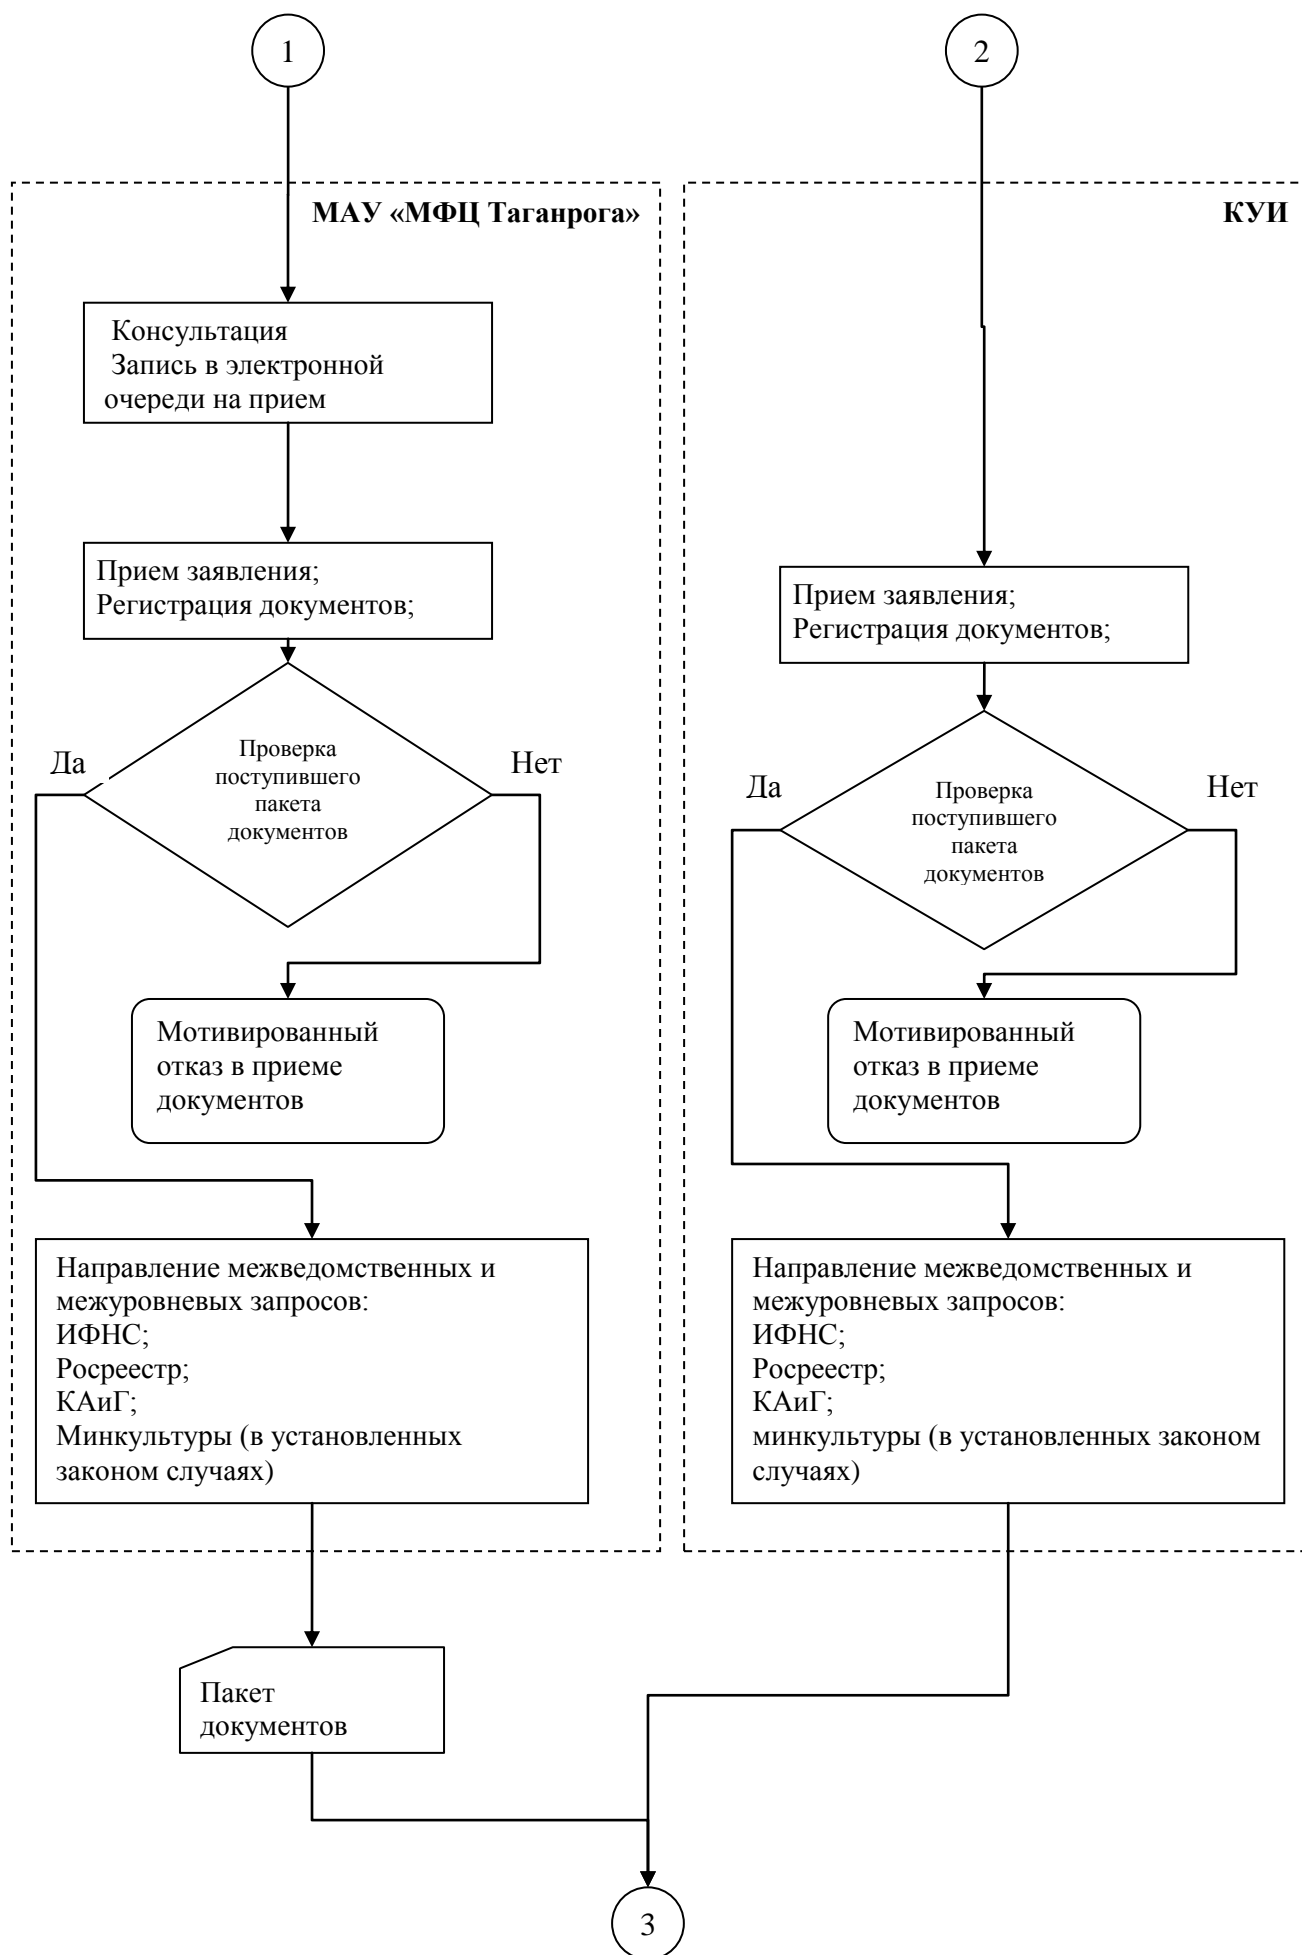 1
2
МАУ «МФЦ Таганрога»
КУИ
Консультация
Запись в электронной
очереди на прием
Прием заявления;
Регистрация документов;
Прием заявления;
Регистрация документов;
Да
Проверка
поступившего
пакета
документов
Нет
Да
Проверка
поступившего
пакета
документов
Нет
Мотивированный
отказ в приеме
документов
Мотивированный
отказ в приеме
документов
Направление межведомственных и
межуровневых запросов:
ИФНС;
Росреестр;
КАиГ;
Минкультуры (в установленных
законом случаях)
Направление межведомственных и
межуровневых запросов:
ИФНС;
Росреестр;
КАиГ;
минкультуры (в установленных законом
случаях)
Пакет
документов
3